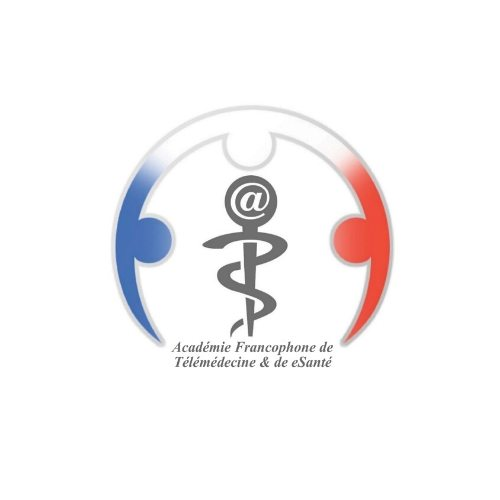 @
Académie Francophone de
Télémédecine & de eSanté